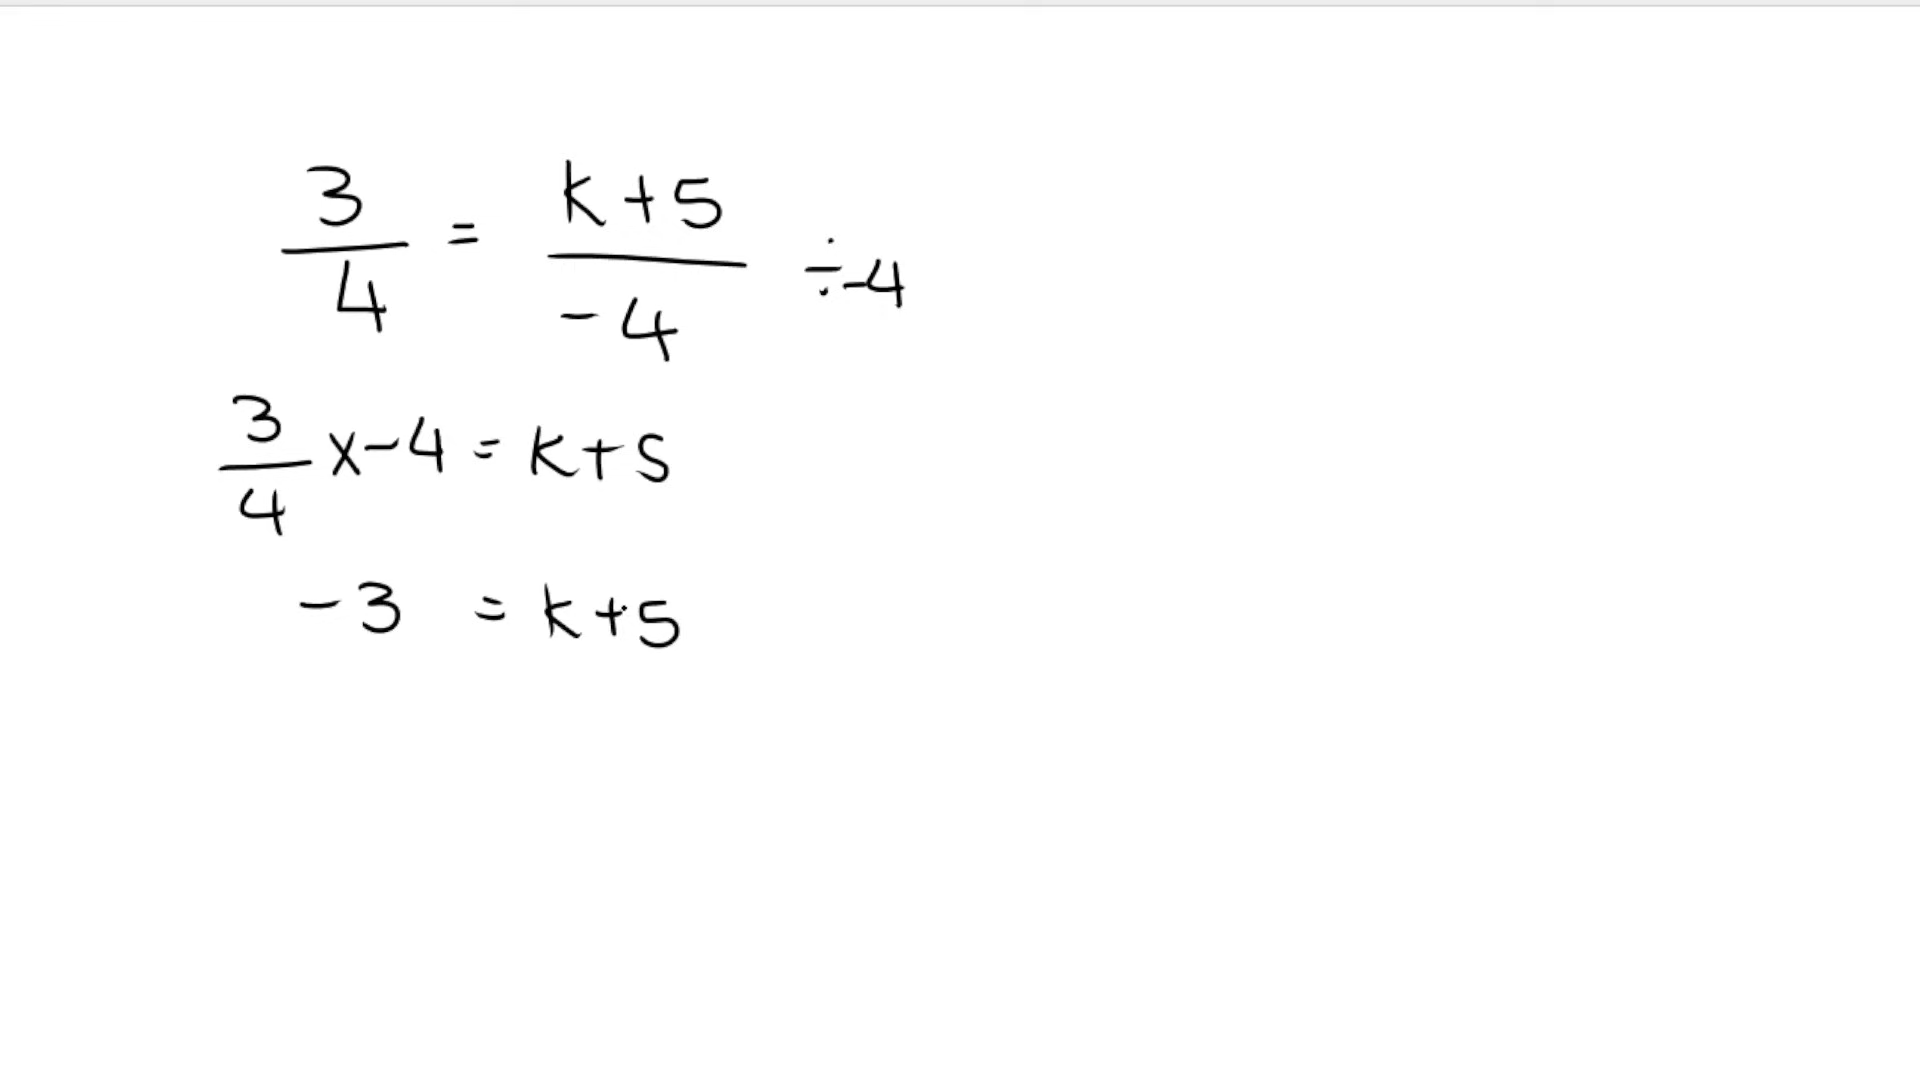 3/4 = k+5/-4 ÷-4
3/4 x-4 = k+5
-3 = k+5